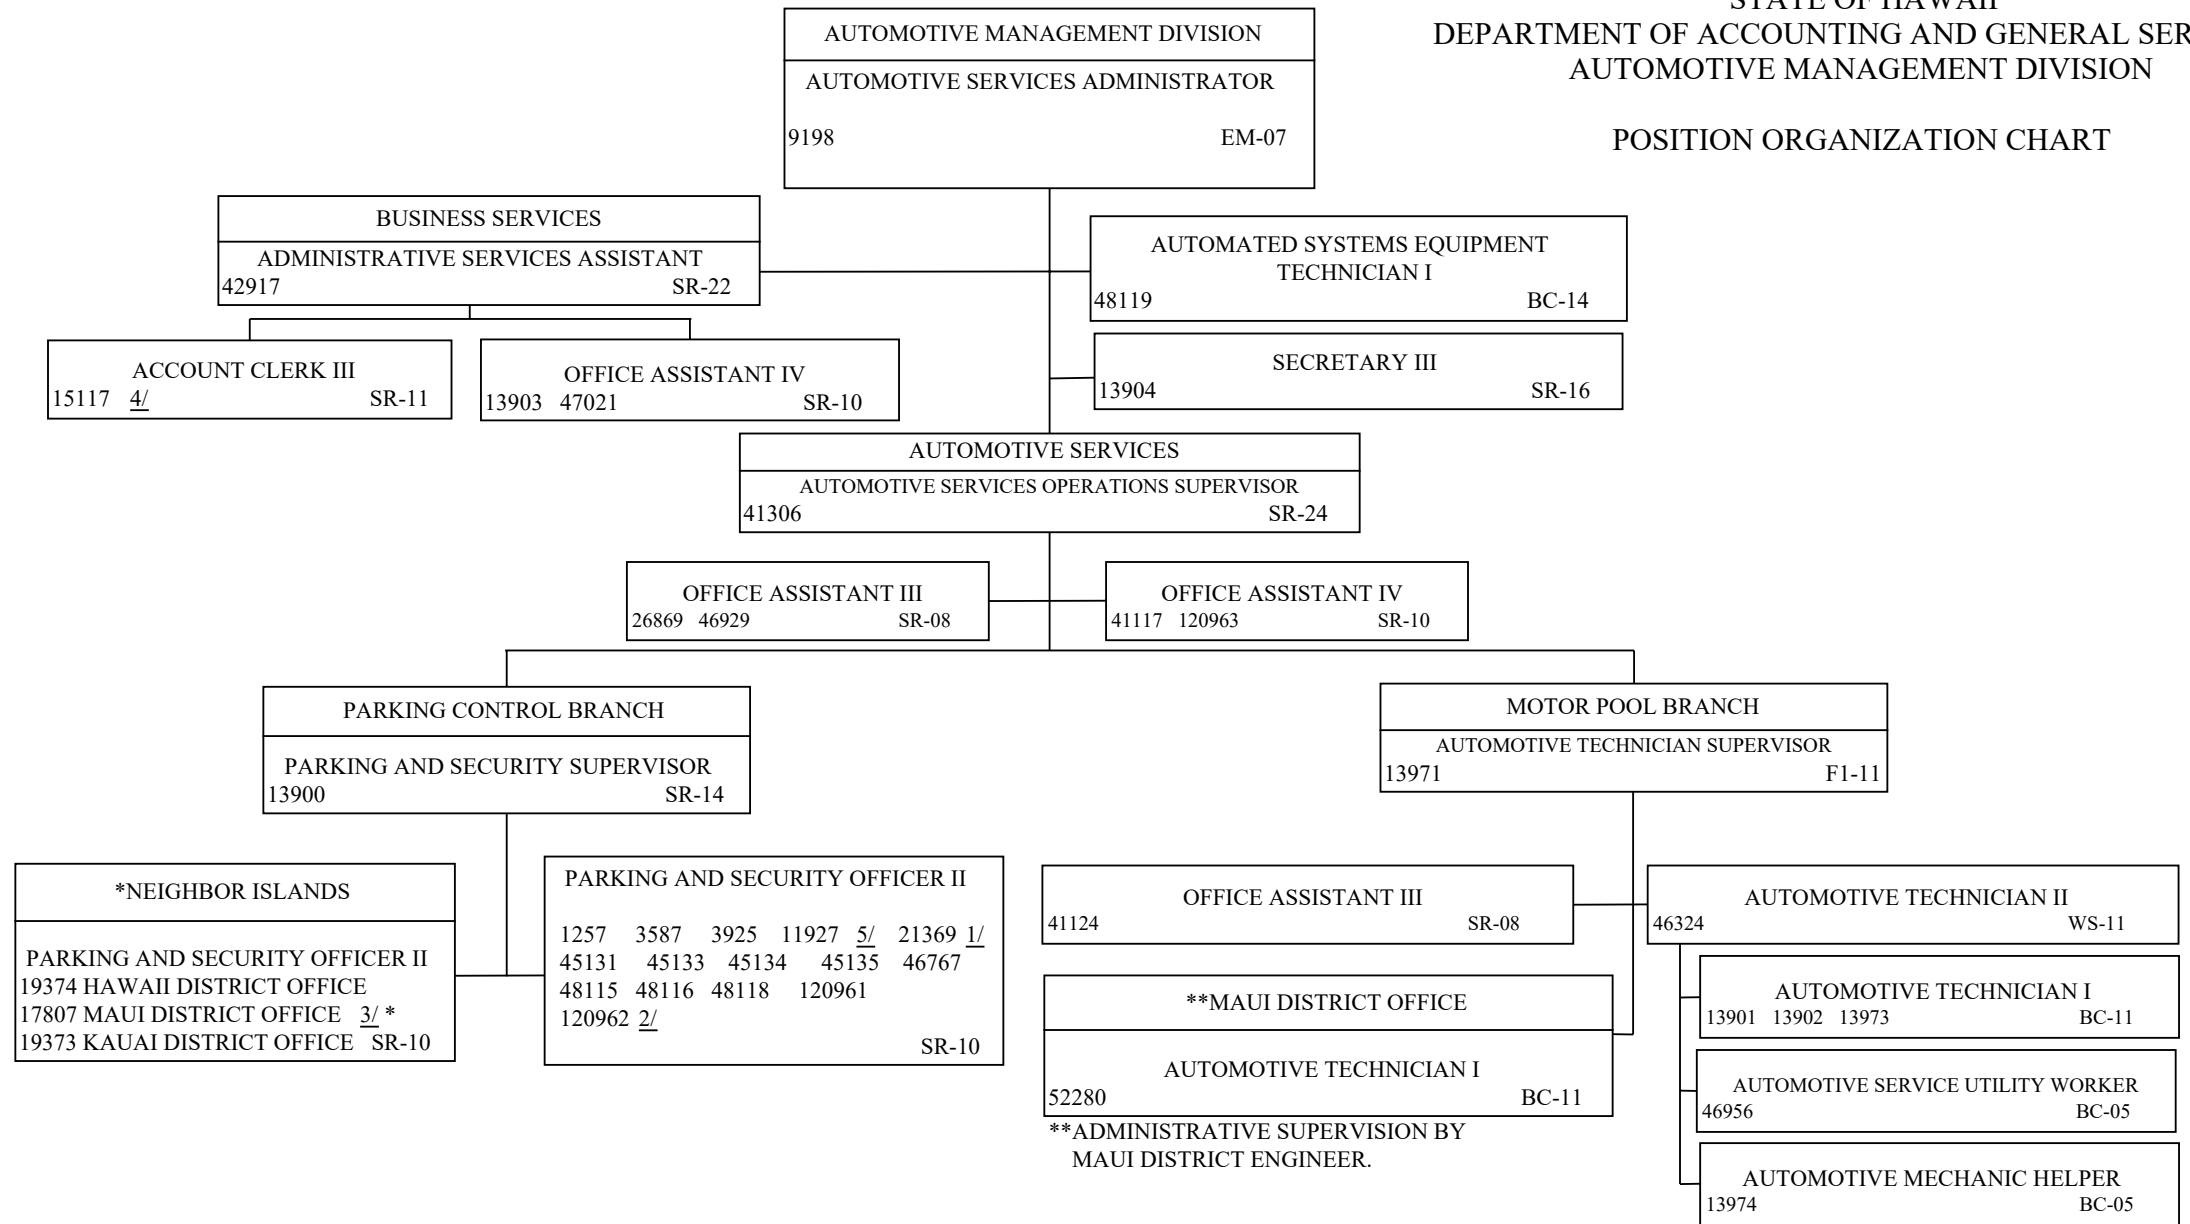 STATE OF HAWAII
DEPARTMENT OF ACCOUNTING AND GENERAL SER
AUTOMOTIVE MANAGEMENT DIVISION
POSITION ORGANIZATION CHART
AUTOMOTIVE MANAGEMENT DIVISION
AUTOMOTIVE SERVICES ADMINISTRATOR
9198 EM-07
BUSINESS SERVICES
ADMINISTRATIVE SERVICES ASSISTANT
42917 SR-22
AUTOMATED SYSTEMS EQUIPMENT
TECHNICIAN I
48119 BC-14
ACCOUNT CLERK III
15117 4/ SR-11
OFFICE ASSISTANT IV
13903 47021 SR-10
SECRETARY III
13904 SR-16
AUTOMOTIVE SERVICES
AUTOMOTIVE SERVICES OPERATIONS SUPERVISOR
41306 SR-24
OFFICE ASSISTANT III
26869 46929 SR-08
OFFICE ASSISTANT IV
41117 120963 SR-10
PARKING CONTROL BRANCH
PARKING AND SECURITY SUPERVISOR
13900 SR-14
MOTOR POOL BRANCH
AUTOMOTIVE TECHNICIAN SUPERVISOR
13971 F1-11
*NEIGHBOR ISLANDS
PARKING AND SECURITY OFFICER II
19374 HAWAII DISTRICT OFFICE
17807 MAUI DISTRICT OFFICE 3/ *
19373 KAUAI DISTRICT OFFICE SR-10
PARKING AND SECURITY OFFICER II
1257 3587 3925 11927 5/ 21369 1/
45131 45133 45134 45135 46767
48115 48116 48118 120961
120962 2/
SR-10
OFFICE ASSISTANT III
41124 SR-08
AUTOMOTIVE TECHNICIAN II
46324 WS-11
**MAUI DISTRICT OFFICE
AUTOMOTIVE TECHNICIAN I
52280 BC-11
**ADMINISTRATIVE SUPERVISION BY
MAUI DISTRICT ENGINEER.
AUTOMOTIVE TECHNICIAN I
13901 13902 13973 BC-11
AUTOMOTIVE SERVICE UTILITY WORKER
46956 BC-05
AUTOMOTIVE MECHANIC HELPER
13974 BC-05